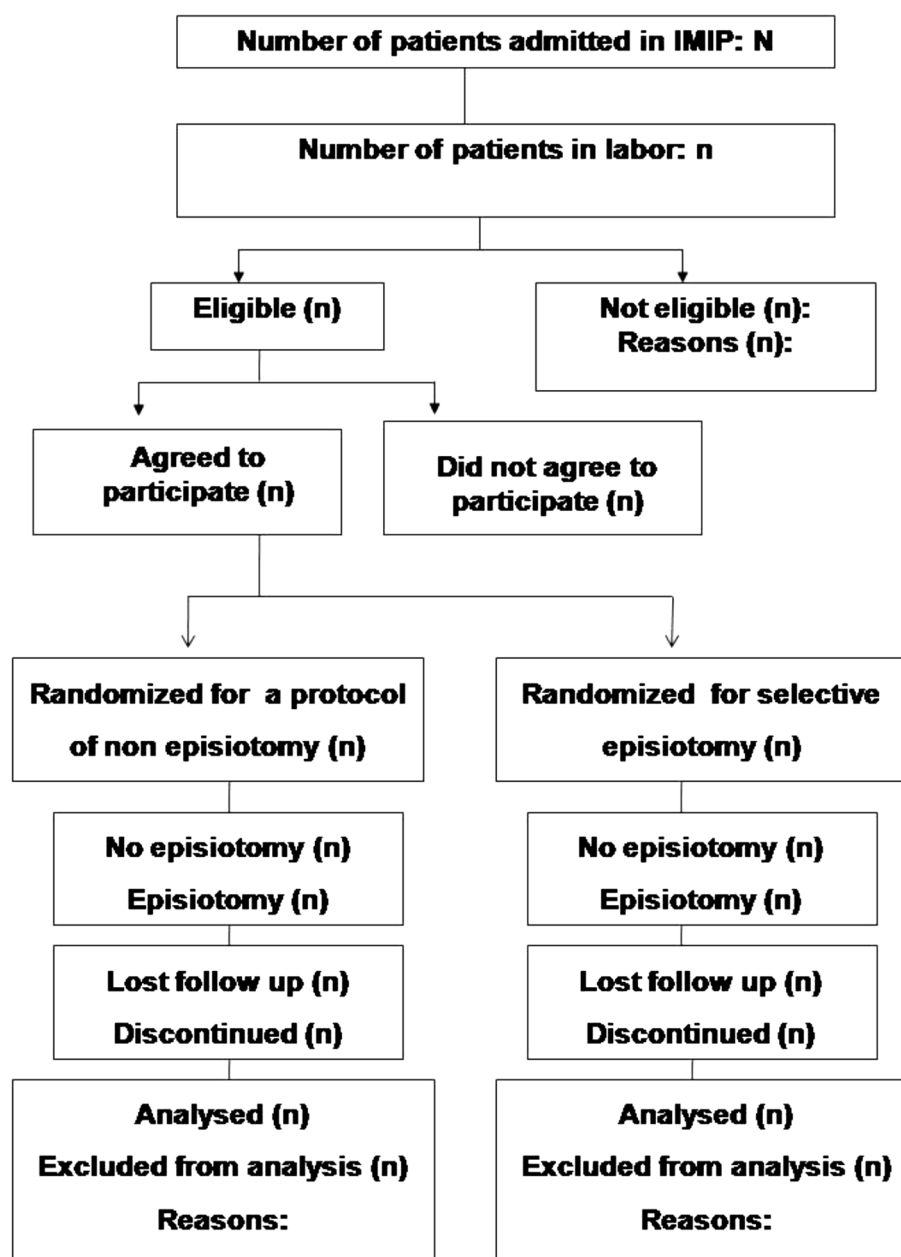 Number of patients admitted in IMIP: N
Number of patients in labor: n
Eligible (n)
Not eligible (n):
Reasons (n):
Agreed to
participate (n)
Did not agree to
participate (n)
Randomized for a protocol
of non episiotomy (n)
Randomized for selective
episiotomy (n)
No episiotomy (n)
Episiotomy (n)
No episiotomy (n)
Episiotomy (n)
Lost follow up (n)
Discontinued (n)
Lost follow up (n)
Discontinued (n)
Analysed (n)
Excluded from analysis (n)
Reasons:
Analysed (n)
Excluded from analysis (n)
Reasons: